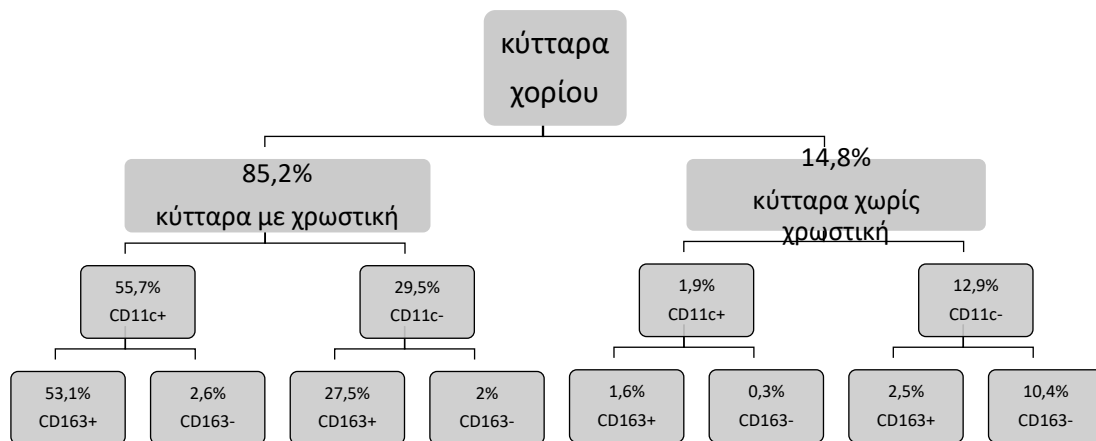 κύτταρα
χορίου
85,2%
κύτταρα με χρωστική
14,8%
κύτταρα χωρίς
χρωστική
55,7%
CD11c+
29,5%
CD11c-
1,9%
CD11c+
12,9%
CD11c-
53,1%
CD163+
2,6%
CD163-
27,5%
CD163+
2%
CD163-
1,6%
CD163+
0,3%
CD163-
2,5%
CD163+
10,4%
CD163-